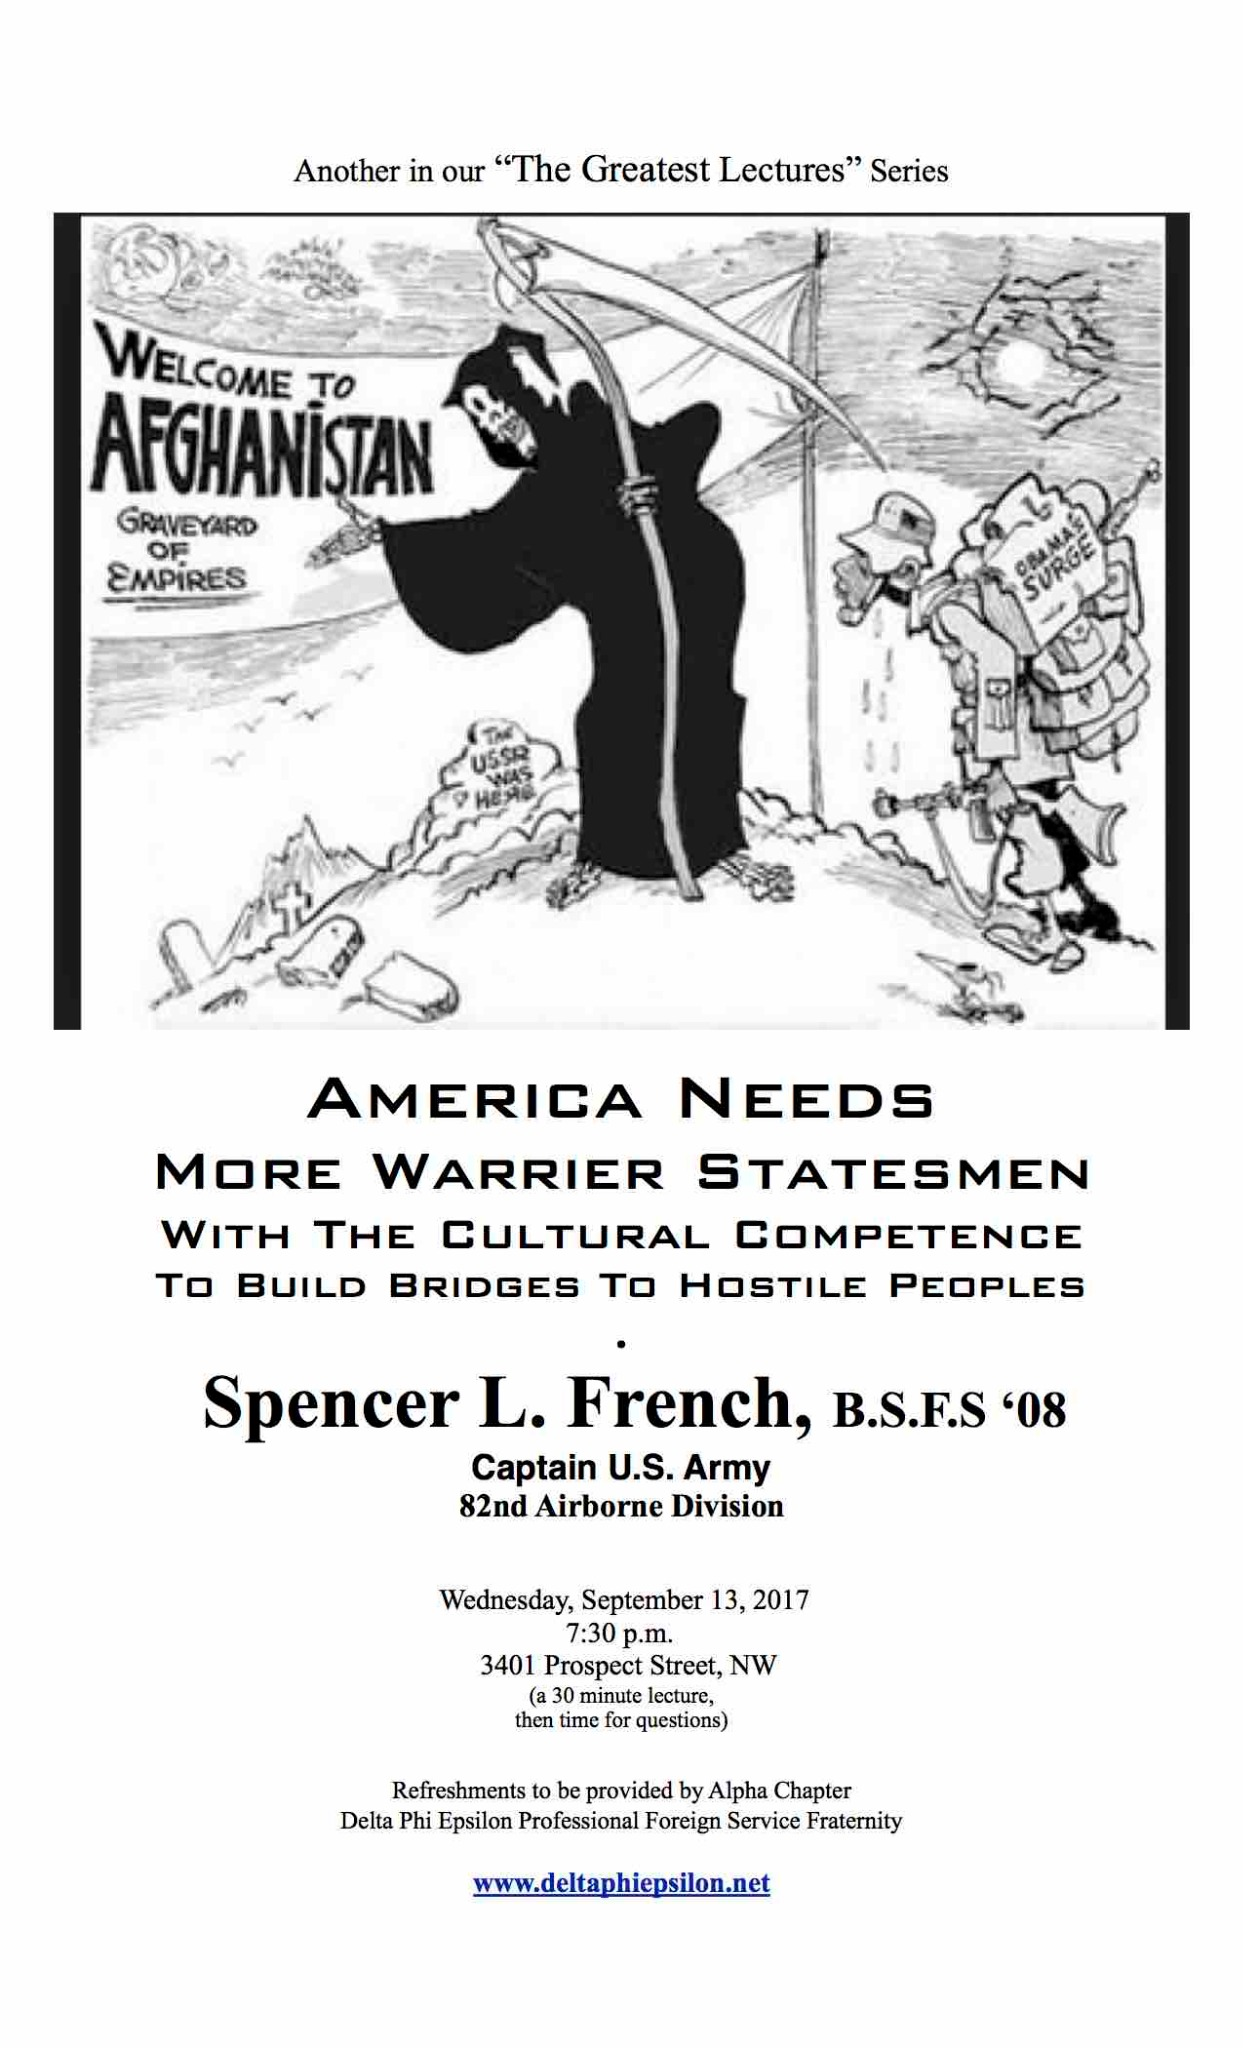 Another in our “The Greatest Lectures” Series
WELCOME TO
AFGHANISTAN
GRAVEYARD
OF
EMPIRES
OBAMA'S
SURGE
THE
USSR
WAS
HERE
AMERICA NEEDS
MORE WARRIER STATESMEN
WITH THE CULTURAL COMPETENCE
TO BUILD BRIDGES TO HOSTILE PEOPLES
.
Spencer L. French, B.S.F.S ‘08
Captain U.S. Army
82nd Airborne Division
Wednesday, September 13, 2017
7:30 p.m.
3401 Prospect Street, NW
(a 30 minute lecture,
then time for questions)
Refreshments to be provided by Alpha Chapter
Delta Phi Epsilon Professional Foreign Service Fraternity
www.deltaphiepsilon.net